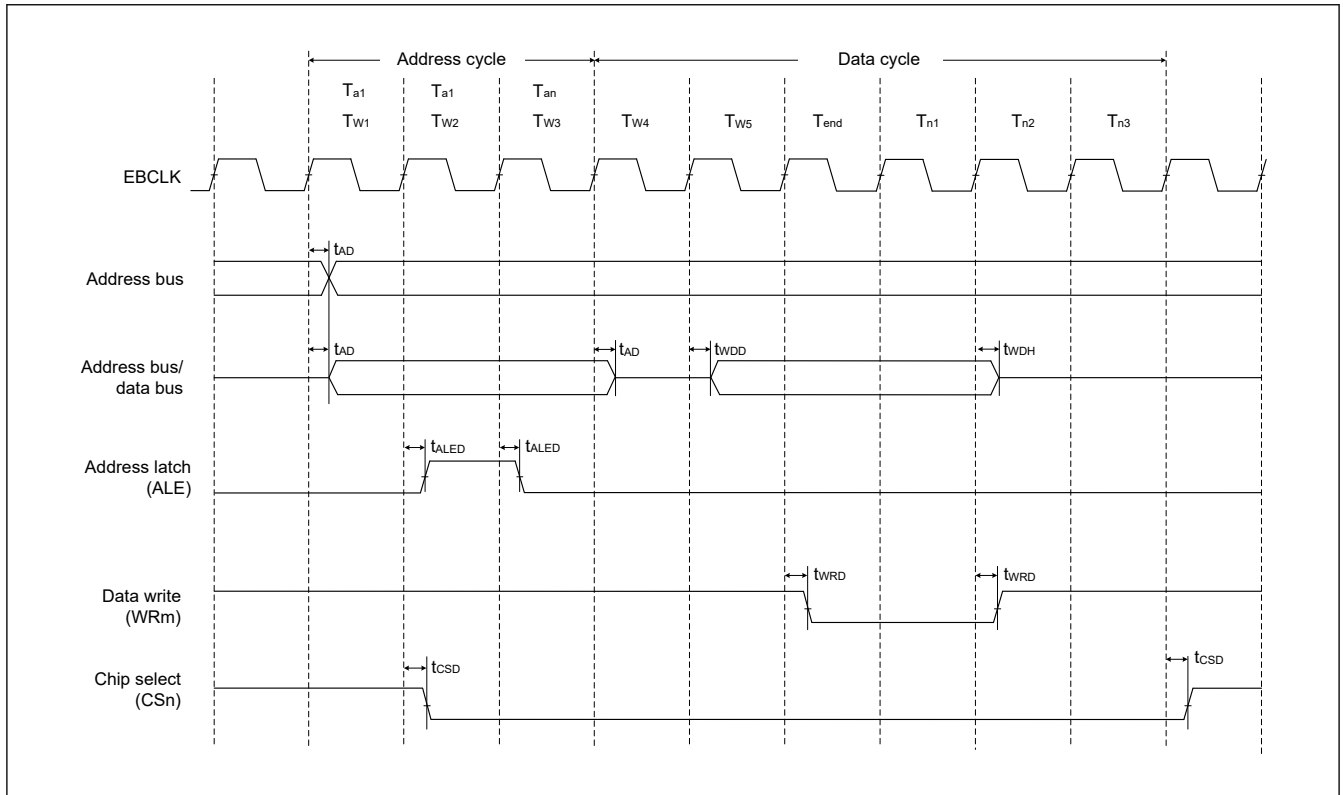 Address cycle Data cycle
Ta1 Ta1 Tan
TW1 TW2 TW3 TW4 TW5 Tend Tn1 Tn2 Tn3
EBCLK
tAD
Address bus
tAD tAD tWDD tWDH
Address bus/
data bus
tALED tALED
Address latch
(ALE)
tWRD tWRD
Data write
(WRm)
tCSD tCSD
Chip select
(CSn)